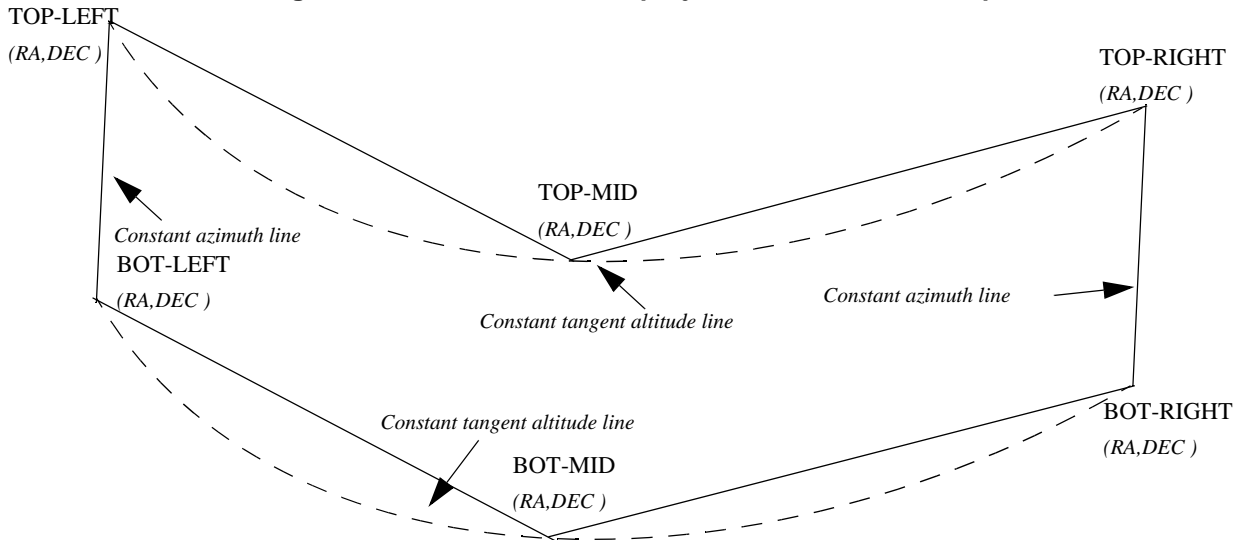 TOP-LEFT
(RA,DEC )
TOP-RIGHT
(RA,DEC )
TOP-MID
(RA,DEC )
Constant azimuth line
BOT-LEFT
(RA,DEC )
Constant azimuth line
Constant tangent altitude line
Constant tangent altitude line
BOT-RIGHT
(RA,DEC )
BOT-MID
(RA,DEC )